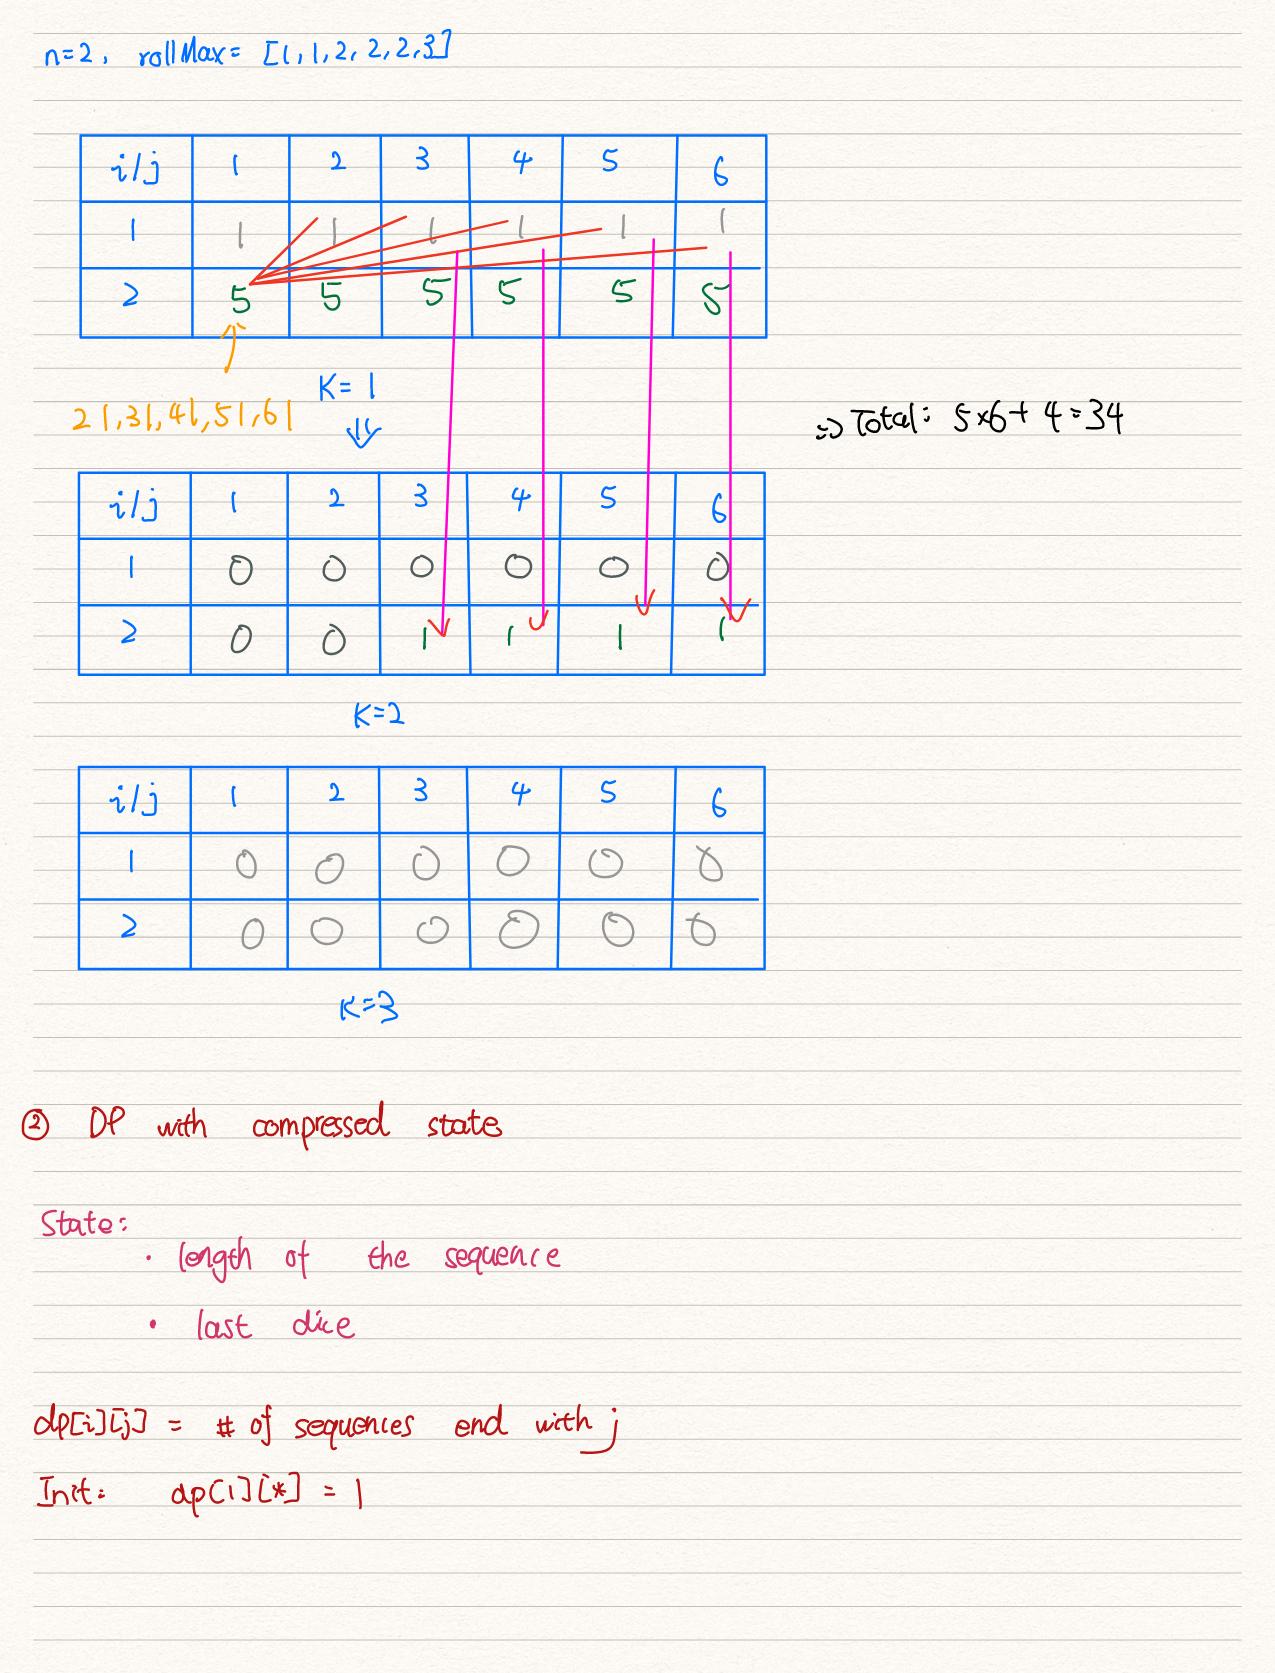 n=2, rollMax= [1,1,2,2,2,3]
i/j 1 2 3 4 5 6
1 1 1 1 1 1 1
2 5 5 5 5 5 5
K=1
21,31,41,51,61
⇒ Total: 5×6+4=34
i/j 1 2 3 4 5 6
1 0 0 0 0 0 0
2 0 0 1 1 1 1
K=2
i/j 1 2 3 4 5 6
1 0 0 0 0 0 0
2 0 0 0 0 0 0
K=3
② DP with compressed state
State:
· length of the sequence
· last dice
dp[i][j] = # of sequences end with j
Init: dp[1][*] = 1